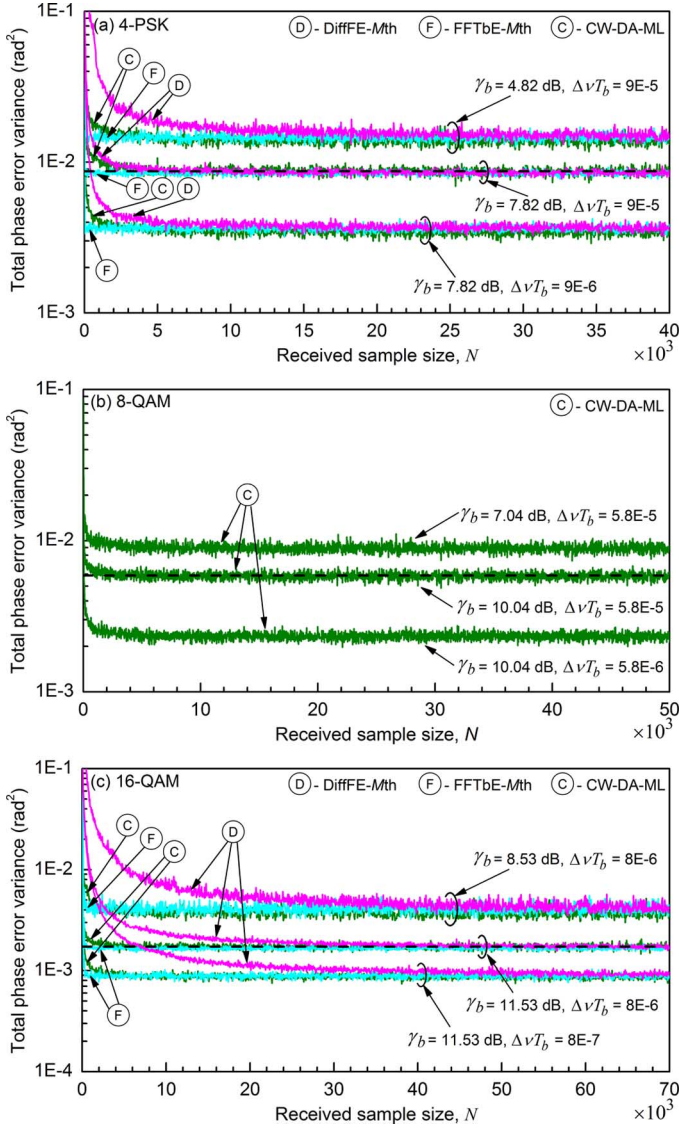 (a) 4-PSK
D - DiffFE-Mth F - FFTbE-Mth C - CW-DA-ML
1E-1
1E-2
1E-3
Total phase error variance (rad²)
C F D
F C D
F
γb = 4.82 dB, ΔνTb = 9E-5
γb = 7.82 dB, ΔνTb = 9E-5
γb = 7.82 dB, ΔνTb = 9E-6
0 5 10 15 20 25 30 35 40
Received sample size, N
×10³
(b) 8-QAM
C - CW-DA-ML
1E-1
1E-2
1E-3
Total phase error variance (rad²)
C
γb = 7.04 dB, ΔνTb = 5.8E-5
γb = 10.04 dB, ΔνTb = 5.8E-5
γb = 10.04 dB, ΔνTb = 5.8E-6
0 10 20 30 40 50
Received sample size, N
×10³
(c) 16-QAM
D - DiffFE-Mth F - FFTbE-Mth C - CW-DA-ML
1E-1
1E-2
1E-3
1E-4
Total phase error variance (rad²)
C F C D
F
γb = 8.53 dB, ΔνTb = 8E-6
γb = 11.53 dB, ΔνTb = 8E-6
γb = 11.53 dB, ΔνTb = 8E-7
0 10 20 30 40 50 60 70
Received sample size, N
×10³